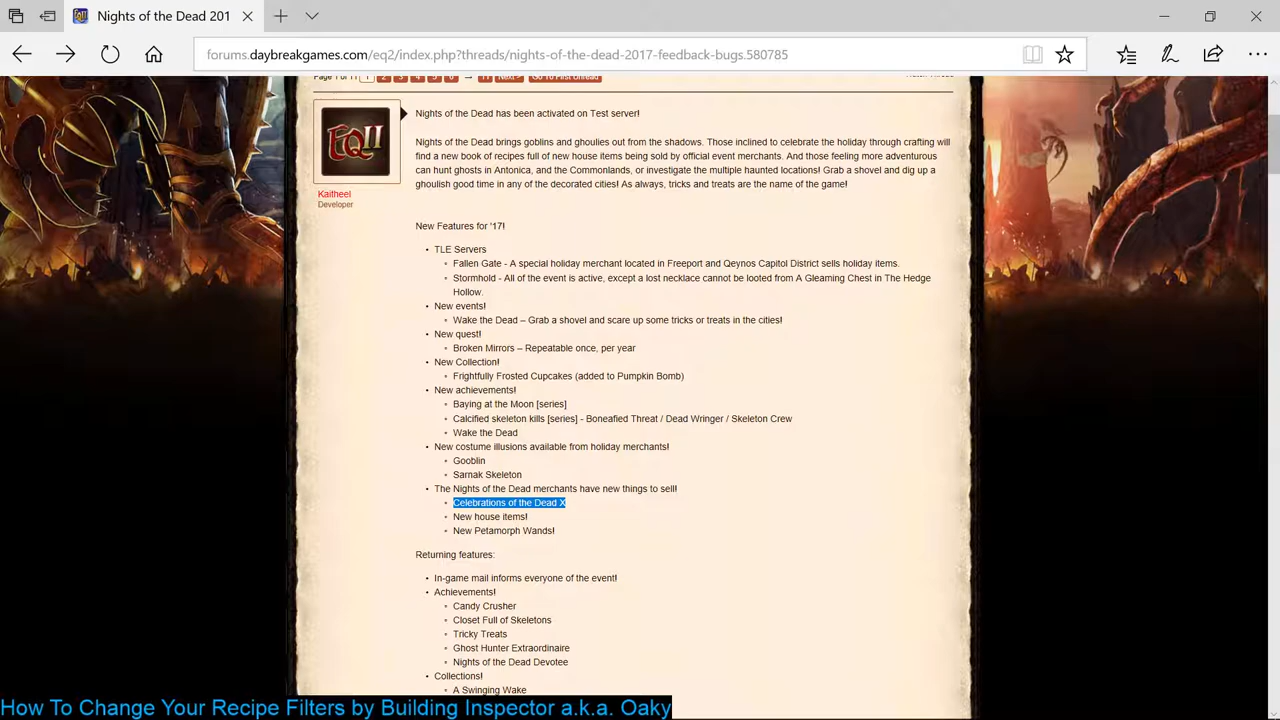 Nights of the Dead 201
forums.daybreakgames.com/eq2/index.php?threads/nights-of-the-dead-2017-feedback-bugs.580785
Page 1 of 11 1 2 3 4 5 6 → 11 Next > Go To First Unread
EQII
Kaitheel
Developer
Nights of the Dead has been activated on Test server!
Nights of the Dead brings goblins and ghoulies out from the shadows. Those inclined to celebrate the holiday through crafting will
find a new book of recipes full of new house items being sold by official event merchants. And those feeling more adventurous
can hunt ghosts in Antonica, and the Commonlands, or investigate the multiple haunted locations! Grab a shovel and dig up a
ghoulish good time in any of the decorated cities! As always, tricks and treats are the name of the game!
New Features for '17!
• TLE Servers
▪ Fallen Gate - A special holiday merchant located in Freeport and Qeynos Capitol District sells holiday items.
▪ Stormhold - All of the event is active, except a lost necklace cannot be looted from A Gleaming Chest in The Hedge
Hollow.
• New events!
▪ Wake the Dead – Grab a shovel and scare up some tricks or treats in the cities!
• New quest!
▪ Broken Mirrors – Repeatable once, per year
• New Collection!
▪ Frightfully Frosted Cupcakes (added to Pumpkin Bomb)
• New achievements!
▪ Baying at the Moon [series]
▪ Calcified skeleton kills [series] - Boneafied Threat / Dead Wringer / Skeleton Crew
▪ Wake the Dead
• New costume illusions available from holiday merchants!
▪ Gooblin
▪ Sarnak Skeleton
• The Nights of the Dead merchants have new things to sell!
▪ Celebrations of the Dead X
▪ New house items!
▪ New Petamorph Wands!
Returning features:
• In-game mail informs everyone of the event!
• Achievements!
▪ Candy Crusher
▪ Closet Full of Skeletons
▪ Tricky Treats
▪ Ghost Hunter Extraordinaire
▪ Nights of the Dead Devotee
• Collections!
▪ A Swinging Wake
How To Change Your Recipe Filters by Building Inspector a.k.a. Oaky